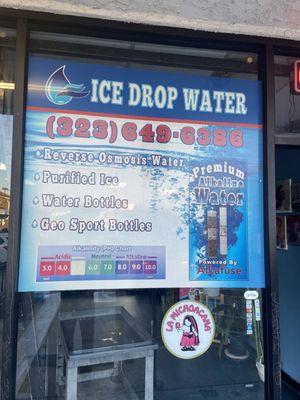 ICE DROP WATER
(323) 649-6386
Reverse Osmosis Water
Purified Ice
Water Bottles
Geo Sport Bottles
Premium
Alkaline
Water
Powered By
Alkafuse
Alkalinity (PH) Chart
Acidic Neutral Alkaline
5.0 4.0 6.0 7.0 8.0 9.0 10.0
LA MICHOACANA